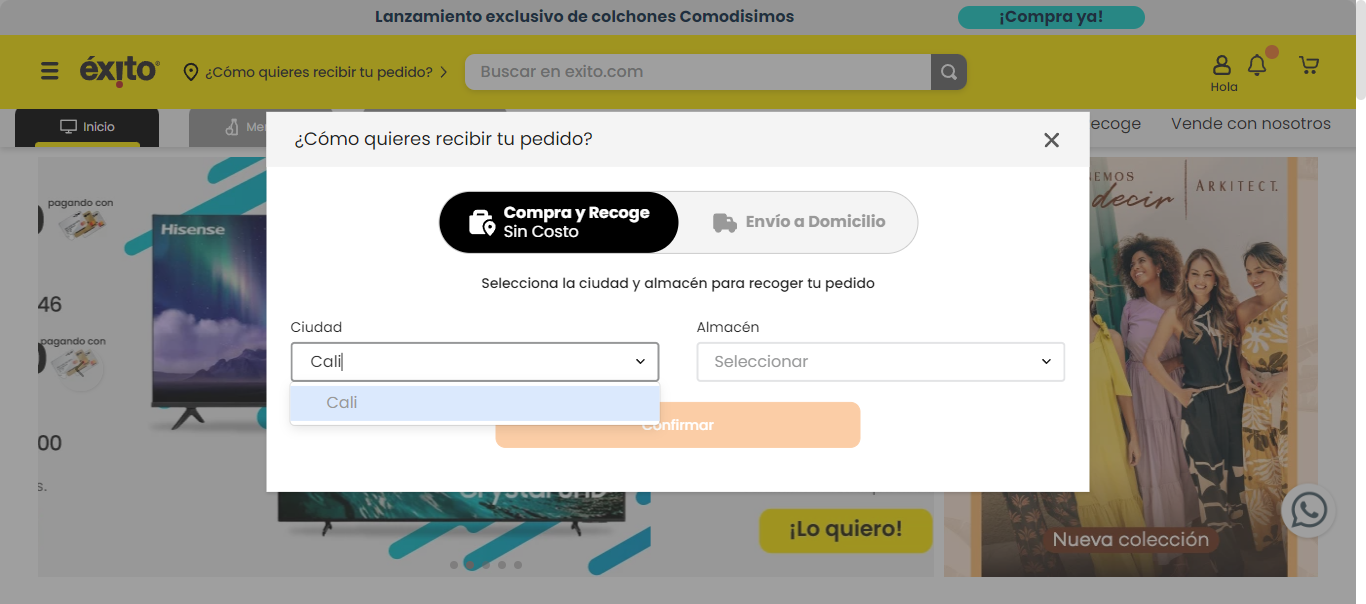 Lanzamiento exclusivo de colchones Comodisimos
¡Compra ya!
éxito
¿Cómo quieres recibir tu pedido?
Buscar en exito.com
Hola
Inicio
ecoge
Vende con nosotros
¿Cómo quieres recibir tu pedido?
Compra y Recoge
Sin Costo
Envío a Domicilio
Selecciona la ciudad y almacén para recoger tu pedido
Ciudad
Almacén
Cali
Seleccionar
Cali
Confirmar
pagando con
Hisense
46
pagando con
00
s.
¡Lo quiero!
decir
ARKITECT.
Nueva colección